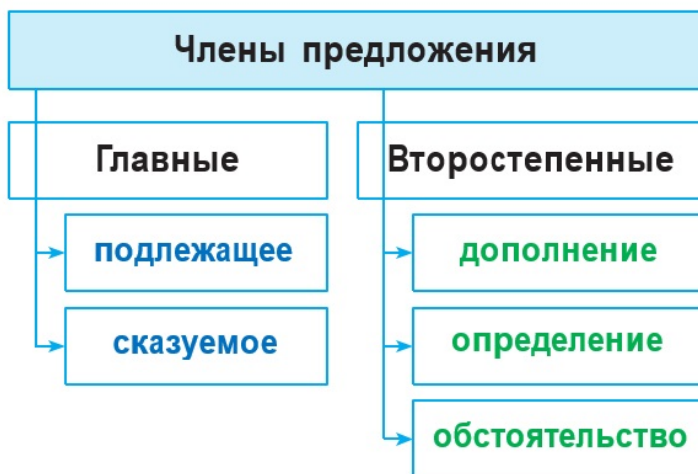 Члены предложения
Главные
Второстепенные
подлежащее
сказуемое
дополнение
определение
обстоятельство